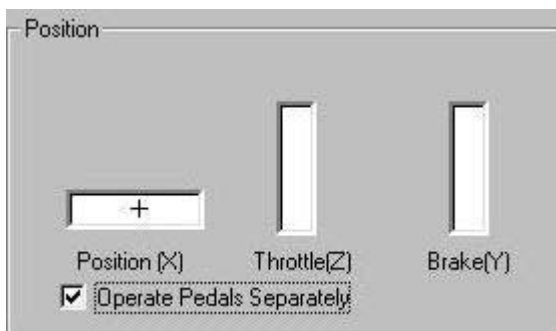 Position
Position (X) Throttle(Z) Brake(Y)
Operate Pedals Separately